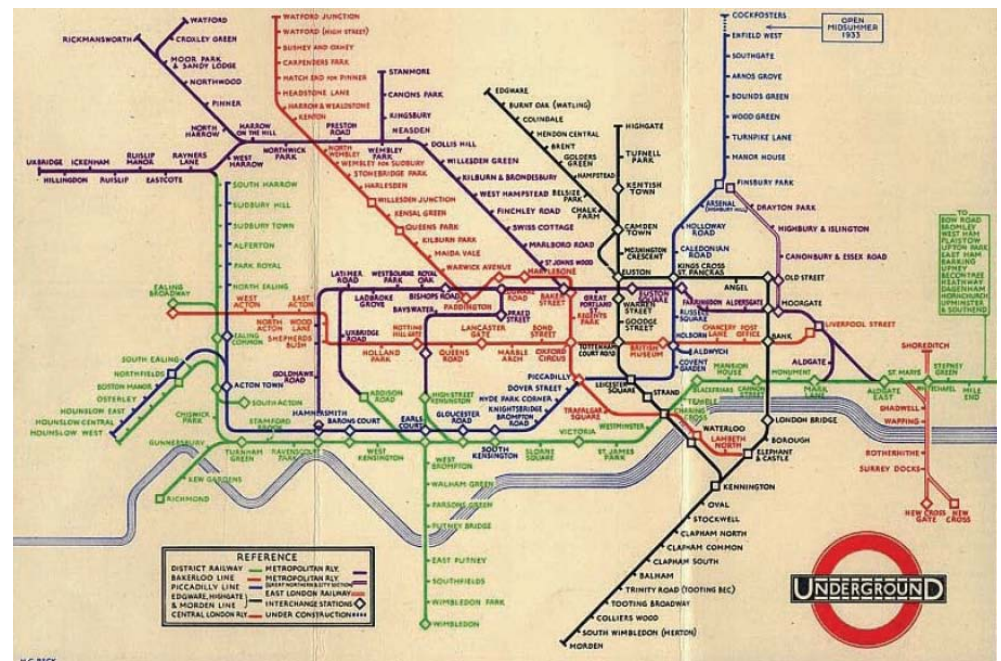 WATFORD
CROXLEY GREEN
RICKMANSWORTH
MOOR PARK
& SANDY LODGE
NORTHWOOD
PINNER
NORTH
HARROW
HARROW
ON THE HILL
NORTHWICK
PARK
PRESTON
ROAD
WEMBLEY
PARK
UXBRIDGE
ICKENHAM
RUISLIP
MANOR
RAYNERS
LANE
HILLINGDON
RUISLIP
EASTCOTE
WEST
HARROW
WATFORD JUNCTION
WATFORD (HIGH STREET)
BUSHEY AND OXHEY
CARPENDERS PARK
HATCH END FOR PINNER
HEADSTONE LANE
HARROW & WEALDSTONE
KENTON
NORTH
WEMBLEY
WEMBLEY FOR SUDBURY
STONEBRIDGE PARK
HARLESDEN
WILLESDEN JUNCTION
KENSAL GREEN
QUEENS PARK
KILBURN PARK
MAIDA VALE
WARWICK AVENUE
MARYLEBONE
PADDINGTON
STANMORE
CANONS PARK
KINGSBURY
NEASDEN
DOLLIS HILL
WILLESDEN GREEN
KILBURN & BRONDESBURY
WEST HAMPSTEAD
FINCHLEY ROAD
SWISS COTTAGE
MARLBORO ROAD
ST JOHNS WOOD
BAKER
STREET
EDGWARE
BURNT OAK (WATLING)
COLINDALE
HENDON CENTRAL
BRENT
GOLDERS
GREEN
HAMPSTEAD
BELSIZE
PARK
CHALK
FARM
HIGHGATE
TUFNELL
PARK
KENTISH
TOWN
CAMDEN
TOWN
MORNINGTON
CRESCENT
EUSTON
COCKFOSTERS
OPEN
MIDSUMMER
1933
ENFIELD WEST
SOUTHGATE
ARNOS GROVE
BOUNDS GREEN
WOOD GREEN
TURNPIKE LANE
MANOR HOUSE
FINSBURY PARK
ARSENAL
(HIGHBURY HILL)
DRAYTON PARK
HOLLOWAY
ROAD
HIGHBURY & ISLINGTON
CALEDONIAN
ROAD
CANONBURY & ESSEX ROAD
KINGS CROSS
ST. PANCRAS
ANGEL
OLD STREET
MOORGATE
TO
BOW ROAD
BROMLEY
WEST HAM
PLAISTOW
UPTON PARK
EAST HAM
BARKING
UPNEY
BECONTREE
HEATHWAY
DAGENHAM
HORNCHURCH
UPMINSTER
& SOUTHEND
SOUTH HARROW
SUDBURY HILL
SUDBURY TOWN
ALPERTON
PARK ROYAL
NORTH EALING
EALING
BROADWAY
WEST
ACTON
EAST
ACTON
NORTH
ACTON
WOOD
LANE
SHEPHERDS
BUSH
LATIMER
ROAD
LADBROKE
GROVE
WESTBOURNE
PARK
ROYAL
OAK
BISHOPS ROAD
BAYSWATER
PRAED
STREET
GREAT
PORTLAND
ST
REGENTS
PARK
EUSTON
SQUARE
WARREN
STREET
GOODGE
STREET
FARRINGDON
ALDERSGATE
RUSSELL
SQUARE
LIVERPOOL STREET
UXBRIDGE
ROAD
NOTTING
HILL GATE
HOLLAND
PARK
QUEENS
ROAD
LANCASTER
GATE
MARBLE
ARCH
BOND
STREET
OXFORD
CIRCUS
TOTTENHAM
COURT ROAD
BRITISH
MUSEUM
HOLBORN
CHANCERY
LANE
POST
OFFICE
BANK
EALING
COMMON
SOUTH EALING
NORTHFIELDS
BOSTON MANOR
OSTERLEY
HOUNSLOW EAST
HOUNSLOW CENTRAL
HOUNSLOW WEST
ACTON TOWN
SOUTH ACTON
CHISWICK
PARK
GUNNERSBURY
KEW GARDENS
RICHMOND
TURNHAM
GREEN
STAMFORD
BROOK
RAVENSCOURT
PARK
GOLDHAWK
ROAD
HAMMERSMITH
BARONS COURT
WEST
KENSINGTON
ADDISON
ROAD
HIGH STREET
KENSINGTON
EARLS
COURT
GLOUCESTER
ROAD
SOUTH
KENSINGTON
SLOANE
SQUARE
VICTORIA
ST JAMES
PARK
WESTMINSTER
PICCADILLY
DOVER STREET
HYDE PARK CORNER
KNIGHTSBRIDGE
BROMPTON
ROAD
LEICESTER
SQUARE
COVENT
GARDEN
ALDWYCH
STRAND
TRAFALGAR
SQUARE
CHARING
CROSS
TEMPLE
BLACKFRIARS
MANSION
HOUSE
CANNON
STREET
MONUMENT
MARK
LANE
ALDGATE
ALDGATE
EAST
ST MARYS
SHOREDITCH
STEPNEY
GREEN
WHITECHAPEL
MILE
END
SHADWELL
WAPPING
ROTHERHITHE
SURREY DOCKS
NEW CROSS
GATE
NEW
CROSS
WATERLOO
LAMBETH
NORTH
LONDON BRIDGE
BOROUGH
ELEPHANT
& CASTLE
KENNINGTON
OVAL
STOCKWELL
CLAPHAM NORTH
CLAPHAM COMMON
CLAPHAM SOUTH
BALHAM
TRINITY ROAD (TOOTING BEC)
TOOTING BROADWAY
COLLIERS WOOD
SOUTH WIMBLEDON (MERTON)
MORDEN
WEST
BROMPTON
WALHAM GREEN
PARSONS GREEN
PUTNEY BRIDGE
EAST PUTNEY
SOUTHFIELDS
WIMBLEDON PARK
WIMBLEDON
REFERENCE
DISTRICT RAILWAY
BAKERLOO LINE
PICCADILLY LINE
EDGWARE, HIGHGATE
& MORDEN LINE
CENTRAL LONDON RLY.
METROPOLITAN RLY.
METROPOLITAN RLY.
(GREAT NORTHERN & CITY SECTION)
EAST LONDON RAILWAY
INTERCHANGE STATIONS
UNDER CONSTRUCTION
UNDERGROUND